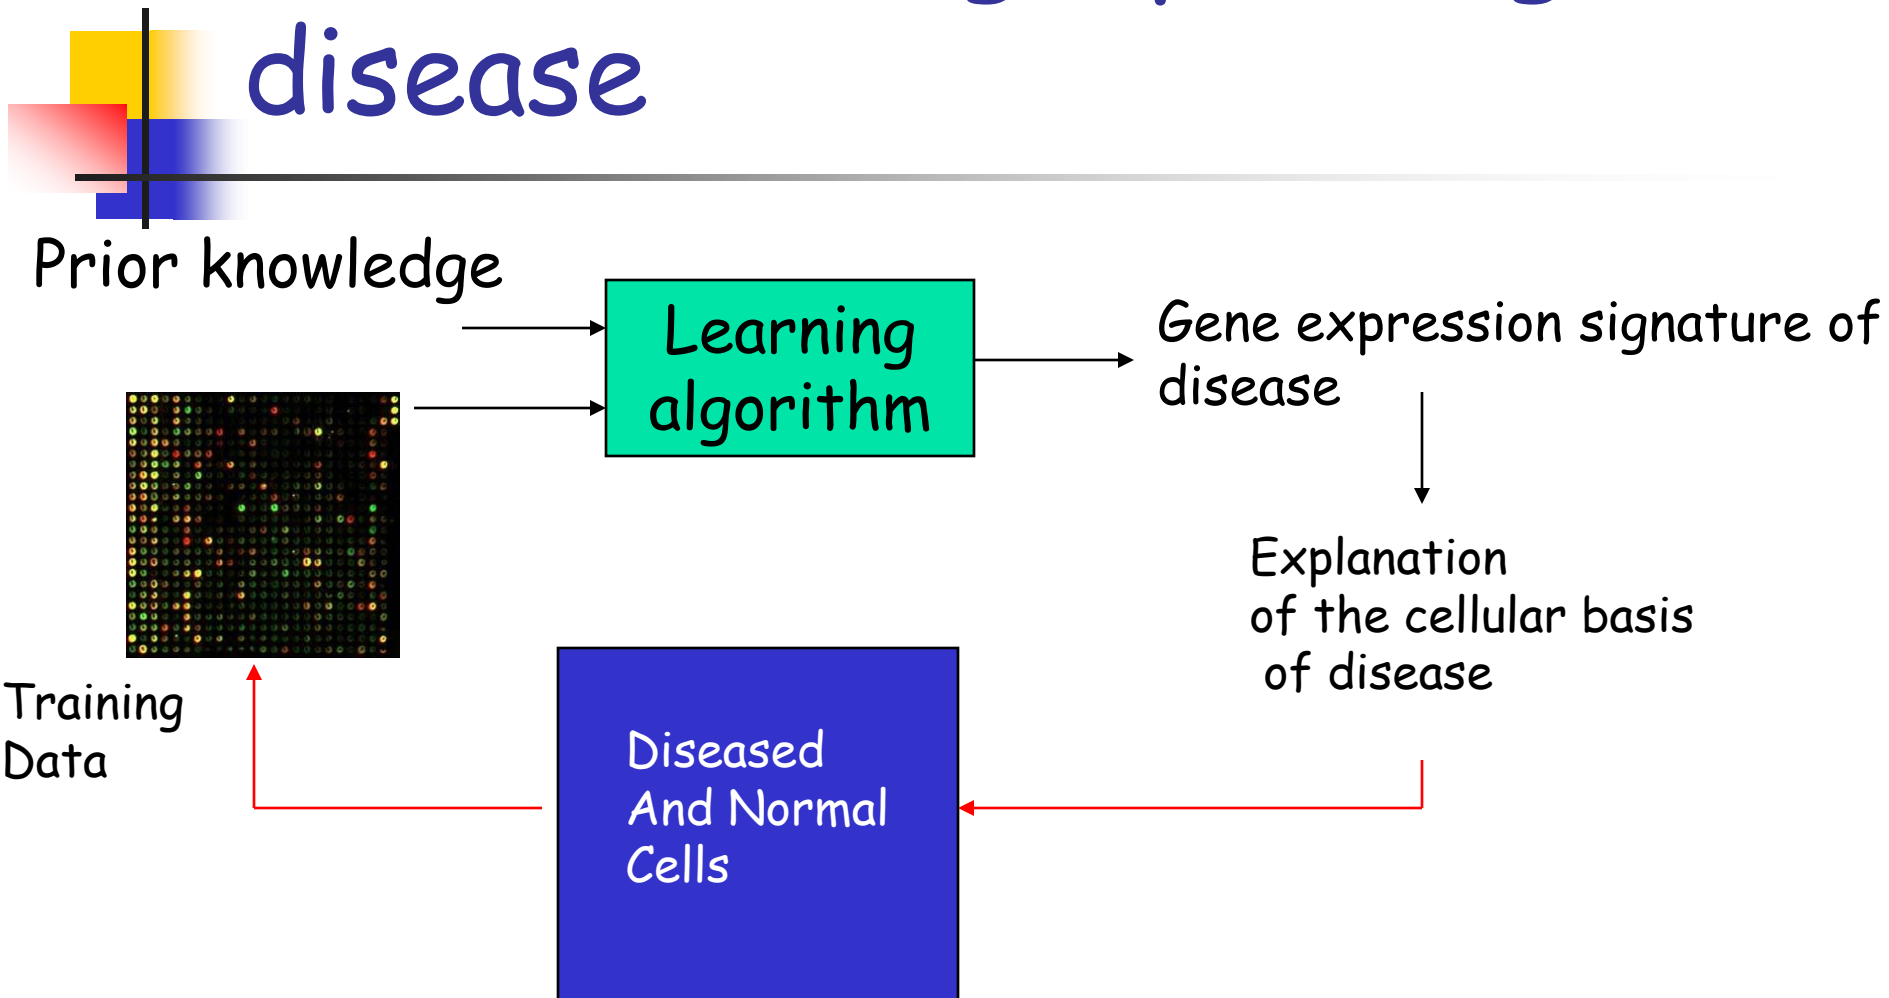 disease
Prior knowledge
Learning
algorithm
Gene expression signature of
disease
Explanation
of the cellular basis
of disease
Training
Data
Diseased
And Normal
Cells